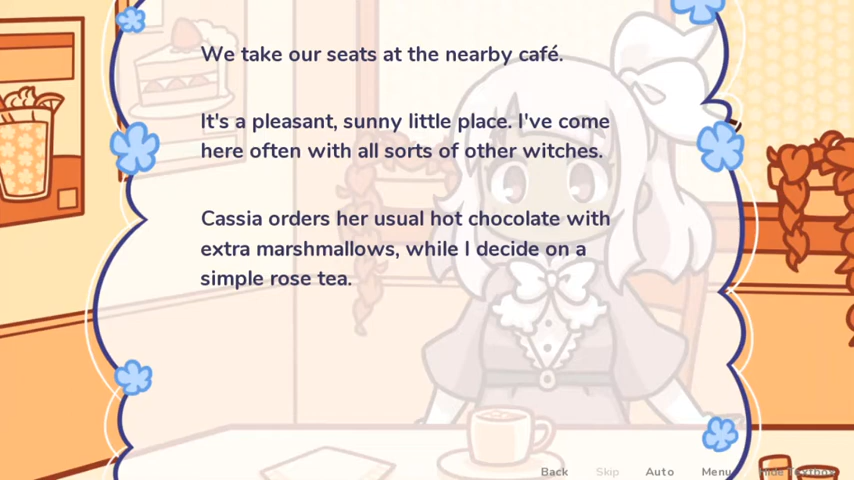 We take our seats at the nearby café.
It's a pleasant, sunny little place. I've come
here often with all sorts of other witches.
Cassia orders her usual hot chocolate with
extra marshmallows, while I decide on a
simple rose tea.
Back Skip Auto Menu Hide Textbox